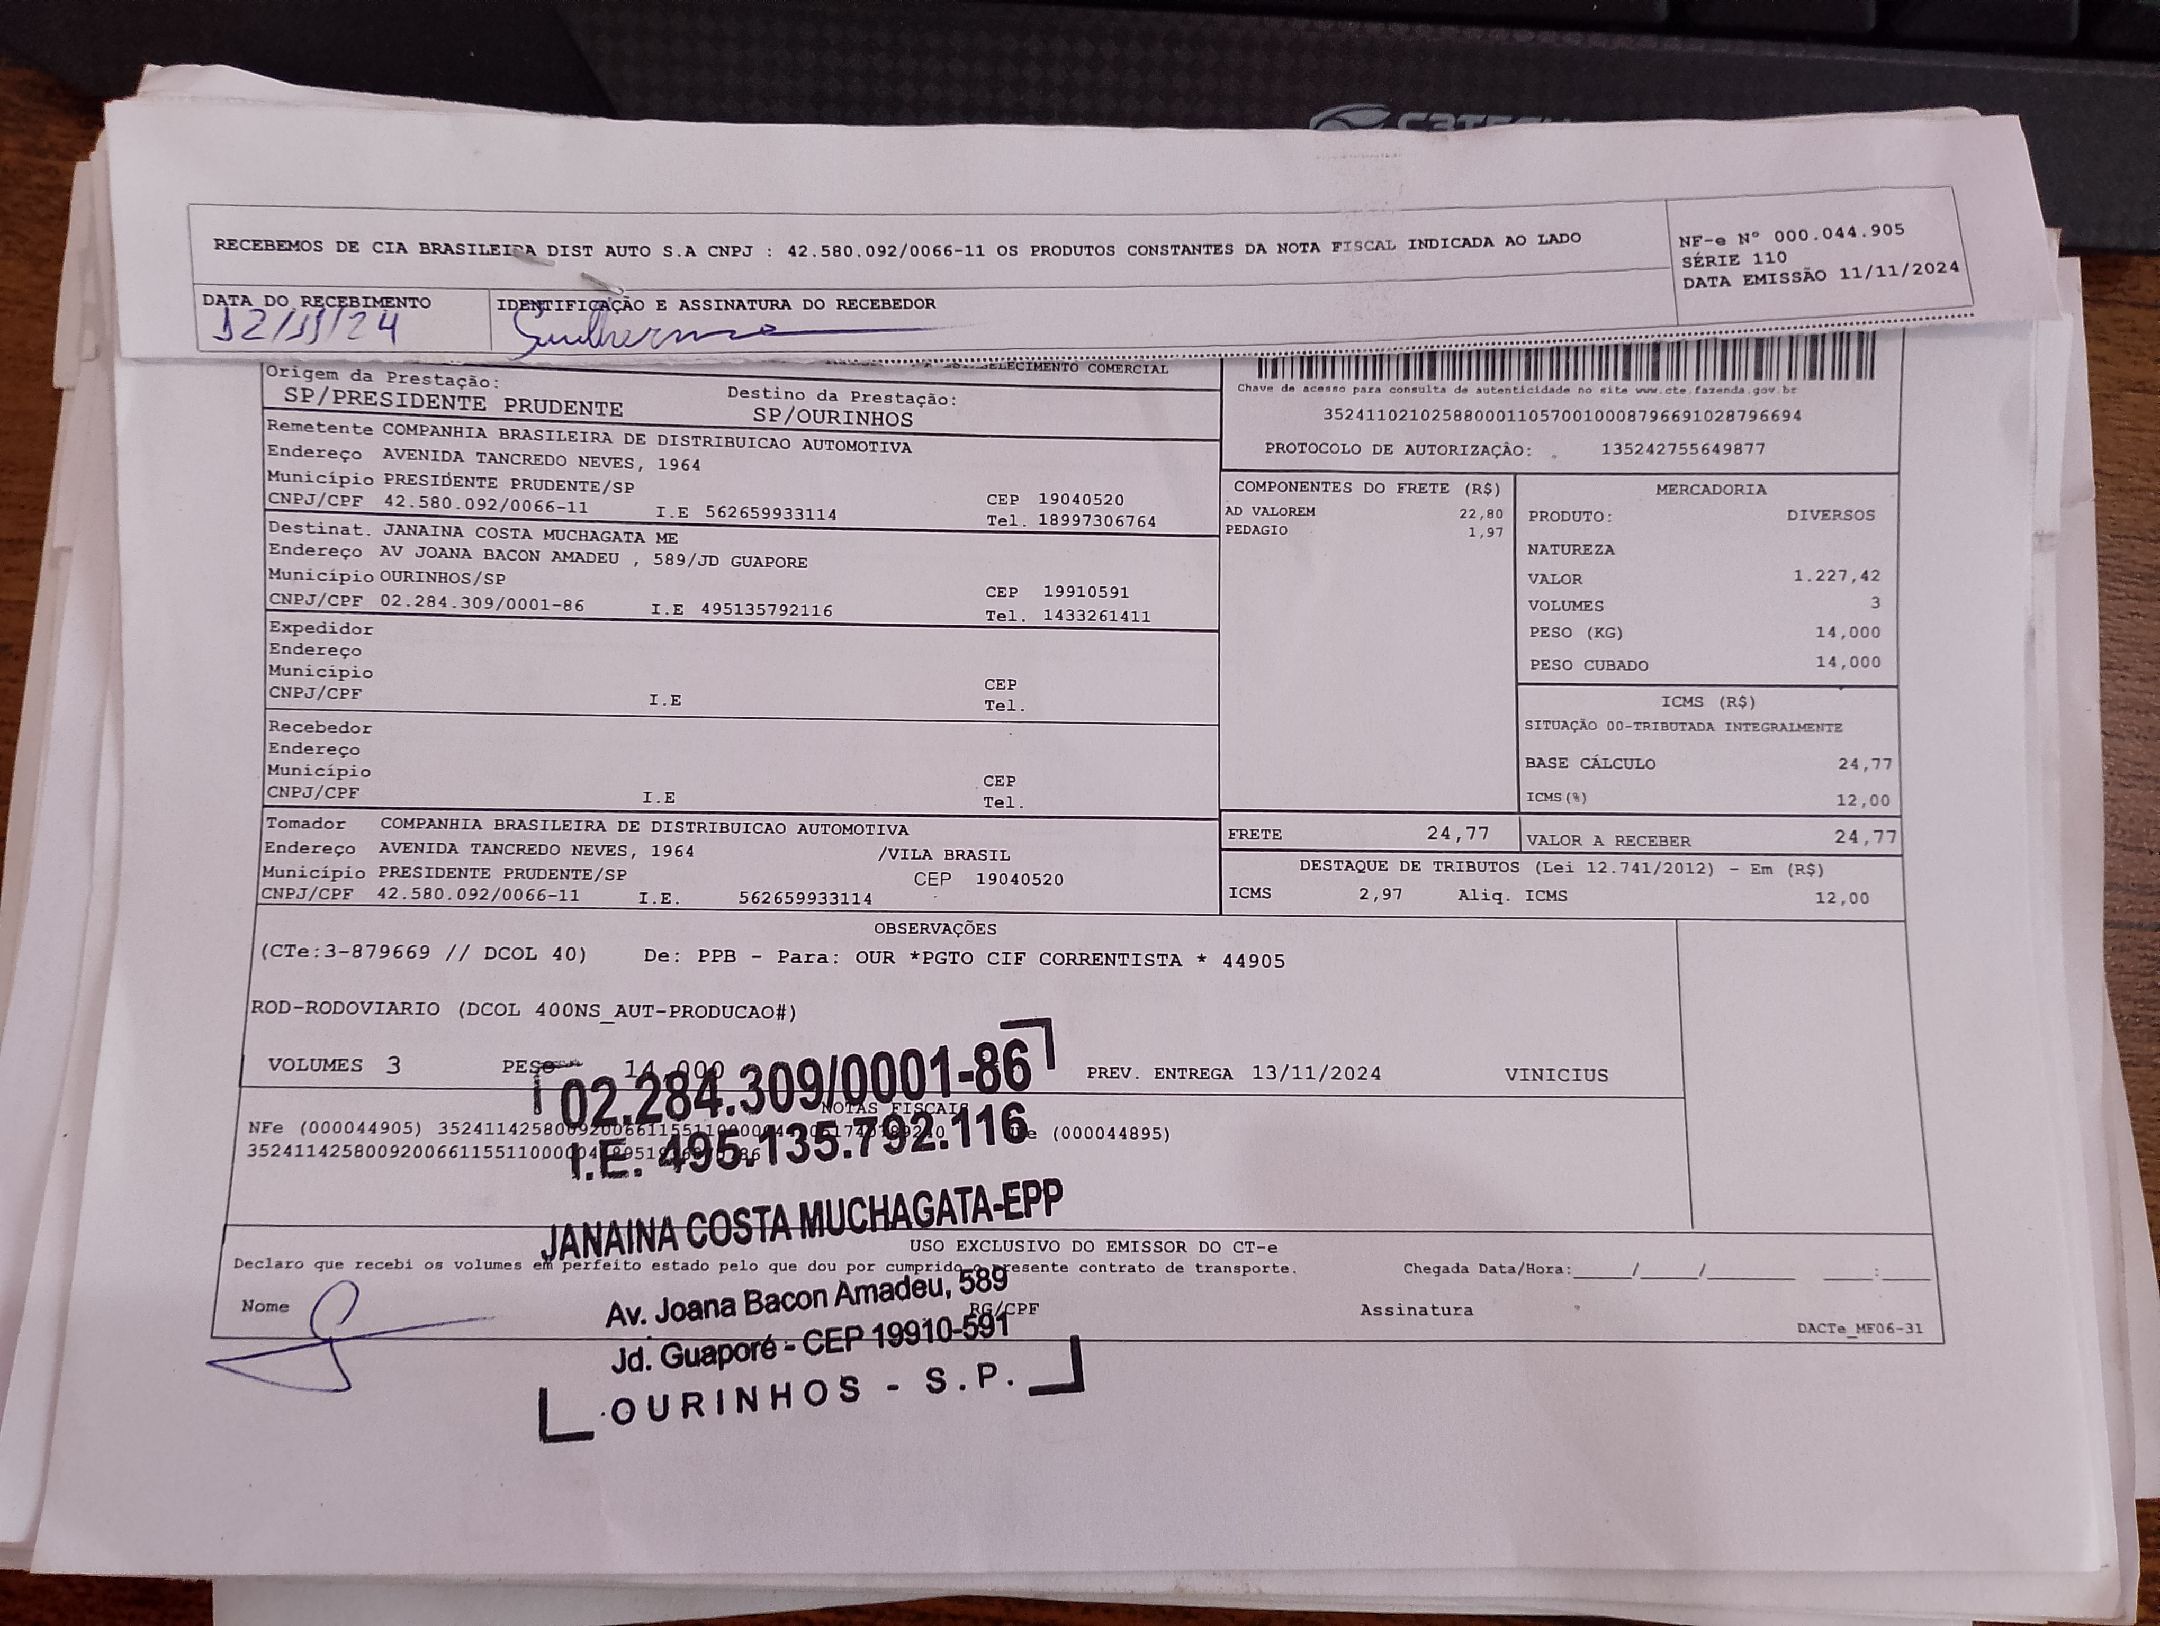 C3TECH
RECEBEMOS DE CIA BRASILEIRA DIST AUTO S.A CNPJ : 42.580.092/0066-11 OS PRODUTOS CONSTANTES DA NOTA FISCAL INDICADA AO LADO
NF-e Nº 000.044.905
SÉRIE 110
DATA EMISSÃO 11/11/2024
DATA DO RECEBIMENTO
12/11/24
IDENTIFICAÇÃO E ASSINATURA DO RECEBEDOR
Guilherme
COMERCIAL
Origem da Prestação:
SP/PRESIDENTE PRUDENTE
Destino da Prestação:
SP/OURINHOS
Chave de acesso para consulta de autenticidade no site www.cte.fazenda.gov.br
35241102102588000110570010008796691028796694
PROTOCOLO DE AUTORIZAÇÃO: 135242755649877
Remetente COMPANHIA BRASILEIRA DE DISTRIBUICAO AUTOMOTIVA
Endereço AVENIDA TANCREDO NEVES, 1964
Município PRESIDENTE PRUDENTE/SP
CEP 19040520
CNPJ/CPF 42.580.092/0066-11 I.E 562659933114 Tel. 18997306764
Destinat. JANAINA COSTA MUCHAGATA ME
Endereço AV JOANA BACON AMADEU , 589/JD GUAPORE
Município OURINHOS/SP
CEP 19910591
CNPJ/CPF 02.284.309/0001-86 I.E 495135792116 Tel. 1433261411
Expedidor
Endereço
Município
CEP
CNPJ/CPF I.E Tel.
Recebedor
Endereço
Município
CEP
CNPJ/CPF I.E Tel.
Tomador COMPANHIA BRASILEIRA DE DISTRIBUICAO AUTOMOTIVA
Endereço AVENIDA TANCREDO NEVES, 1964 /VILA BRASIL
Município PRESIDENTE PRUDENTE/SP CEP 19040520
CNPJ/CPF 42.580.092/0066-11 I.E. 562659933114
COMPONENTES DO FRETE (R$)
AD VALOREM 22,80
PEDAGIO 1,97
MERCADORIA
PRODUTO: DIVERSOS
NATUREZA
VALOR 1.227,42
VOLUMES 3
PESO (KG) 14,000
PESO CUBADO 14,000
ICMS (R$)
SITUAÇÃO 00-TRIBUTADA INTEGRALMENTE
BASE CÁLCULO 24,77
ICMS(%) 12,00
FRETE 24,77
VALOR A RECEBER 24,77
DESTAQUE DE TRIBUTOS (Lei 12.741/2012) - Em (R$)
ICMS 2,97 Aliq. ICMS 12,00
OBSERVAÇÕES
(CTe:3-879669 // DCOL 40) De: PPB - Para: OUR *PGTO CIF CORRENTISTA * 44905
ROD-RODOVIARIO (DCOL 400NS_AUT-PRODUCAO#)
VOLUMES 3 PESO 14,000 PREV. ENTREGA 13/11/2024 VINICIUS
NOTAS FISCAIS
NFe (000044905) (000044895)
02.284.309/0001-86
I.E. 495.135.792.116
JANAINA COSTA MUCHAGATA-EPP
Av. Joana Bacon Amadeu, 589
Jd. Guaporé - CEP 19910-591
OURINHOS - S.P.
USO EXCLUSIVO DO EMISSOR DO CT-e
Declaro que recebi os volumes em perfeito estado pelo que dou por cumprido o presente contrato de transporte.
Chegada Data/Hora:_____/_____/________ ____:____
Nome RG/CPF Assinatura
DACTe_MF06-31